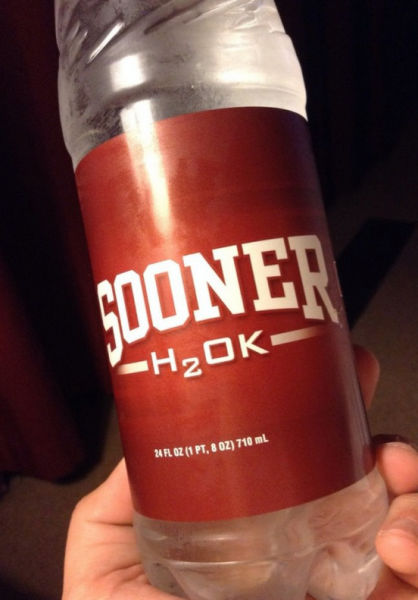 SOONER
H2OK
24 FL OZ (1 PT, 8 OZ) 710 mL